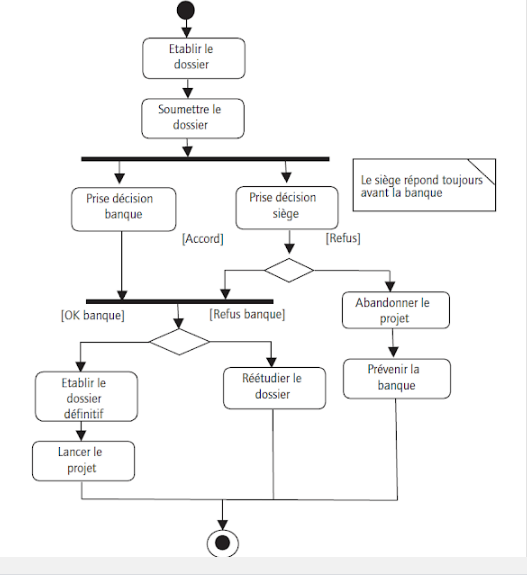 Etablir le
dossier
Soumettre le
dossier
Le siège répond toujours
avant la banque
Prise décision
banque
Prise décision
siège
[Accord]
[Refus]
Abandonner le
projet
[OK banque]
[Refus banque]
Etablir le
dossier
définitif
Réétudier le
dossier
Prévenir la
banque
Lancer le
projet